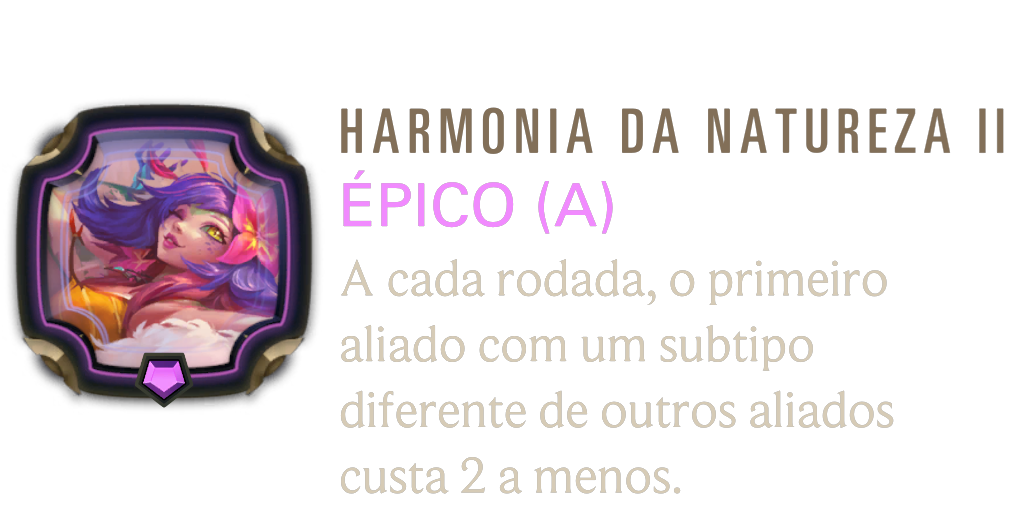 HARMONIA DA NATUREZA II
ÉPICO (A)
A cada rodada, o primeiro
aliado com um subtipo
diferente de outros aliados
custa 2 a menos.